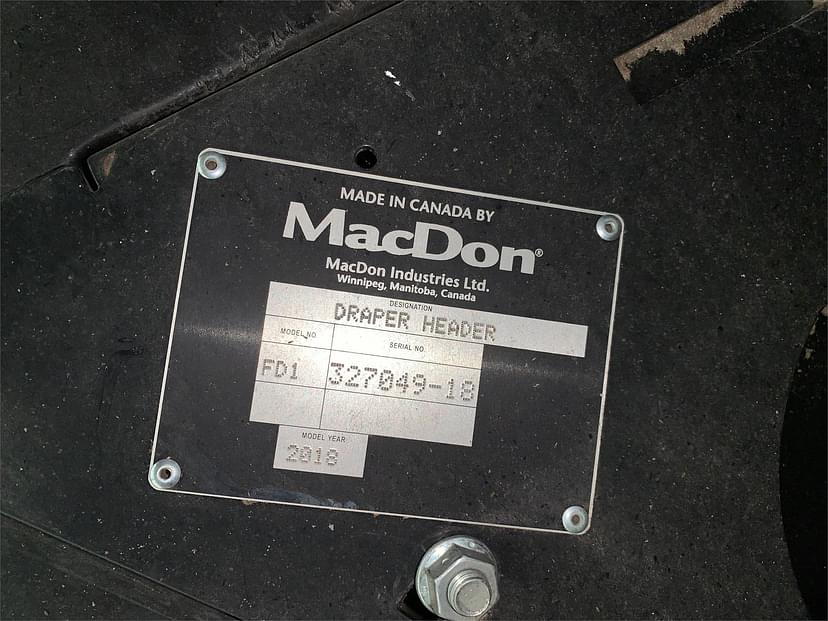 MADE IN CANADA BY
MacDon®
MacDon Industries Ltd.
Winnipeg, Manitoba, Canada
DESIGNATION
DRAPER HEADER
MODEL NO
SERIAL NO.
FD1
327049-18
MODEL YEAR
2018